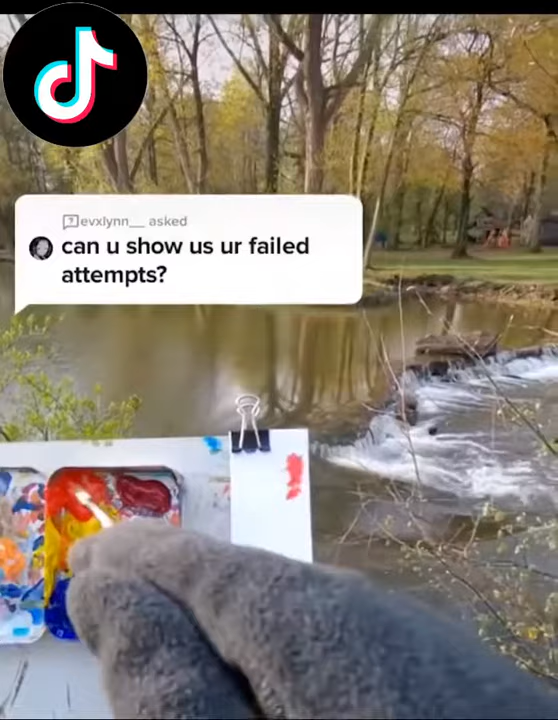 evxlynn__ asked
can u show us ur failed
attempts?